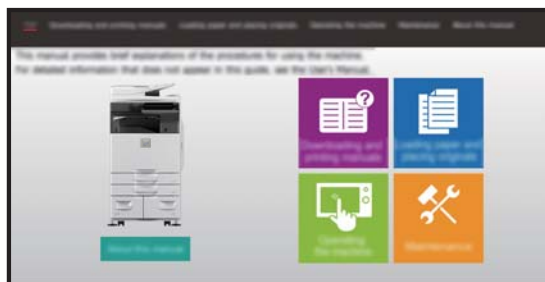 Downloading and printing manuals Loading paper and placing originals Operating the machine Maintenance About this manual
This manual provides brief explanations of the procedures for using the machine.
For detailed information that does not appear in this guide, see the User's Manual.
?
Downloading and
printing manuals
Loading paper and
placing originals
Operating
the machine
Maintenance
About this manual